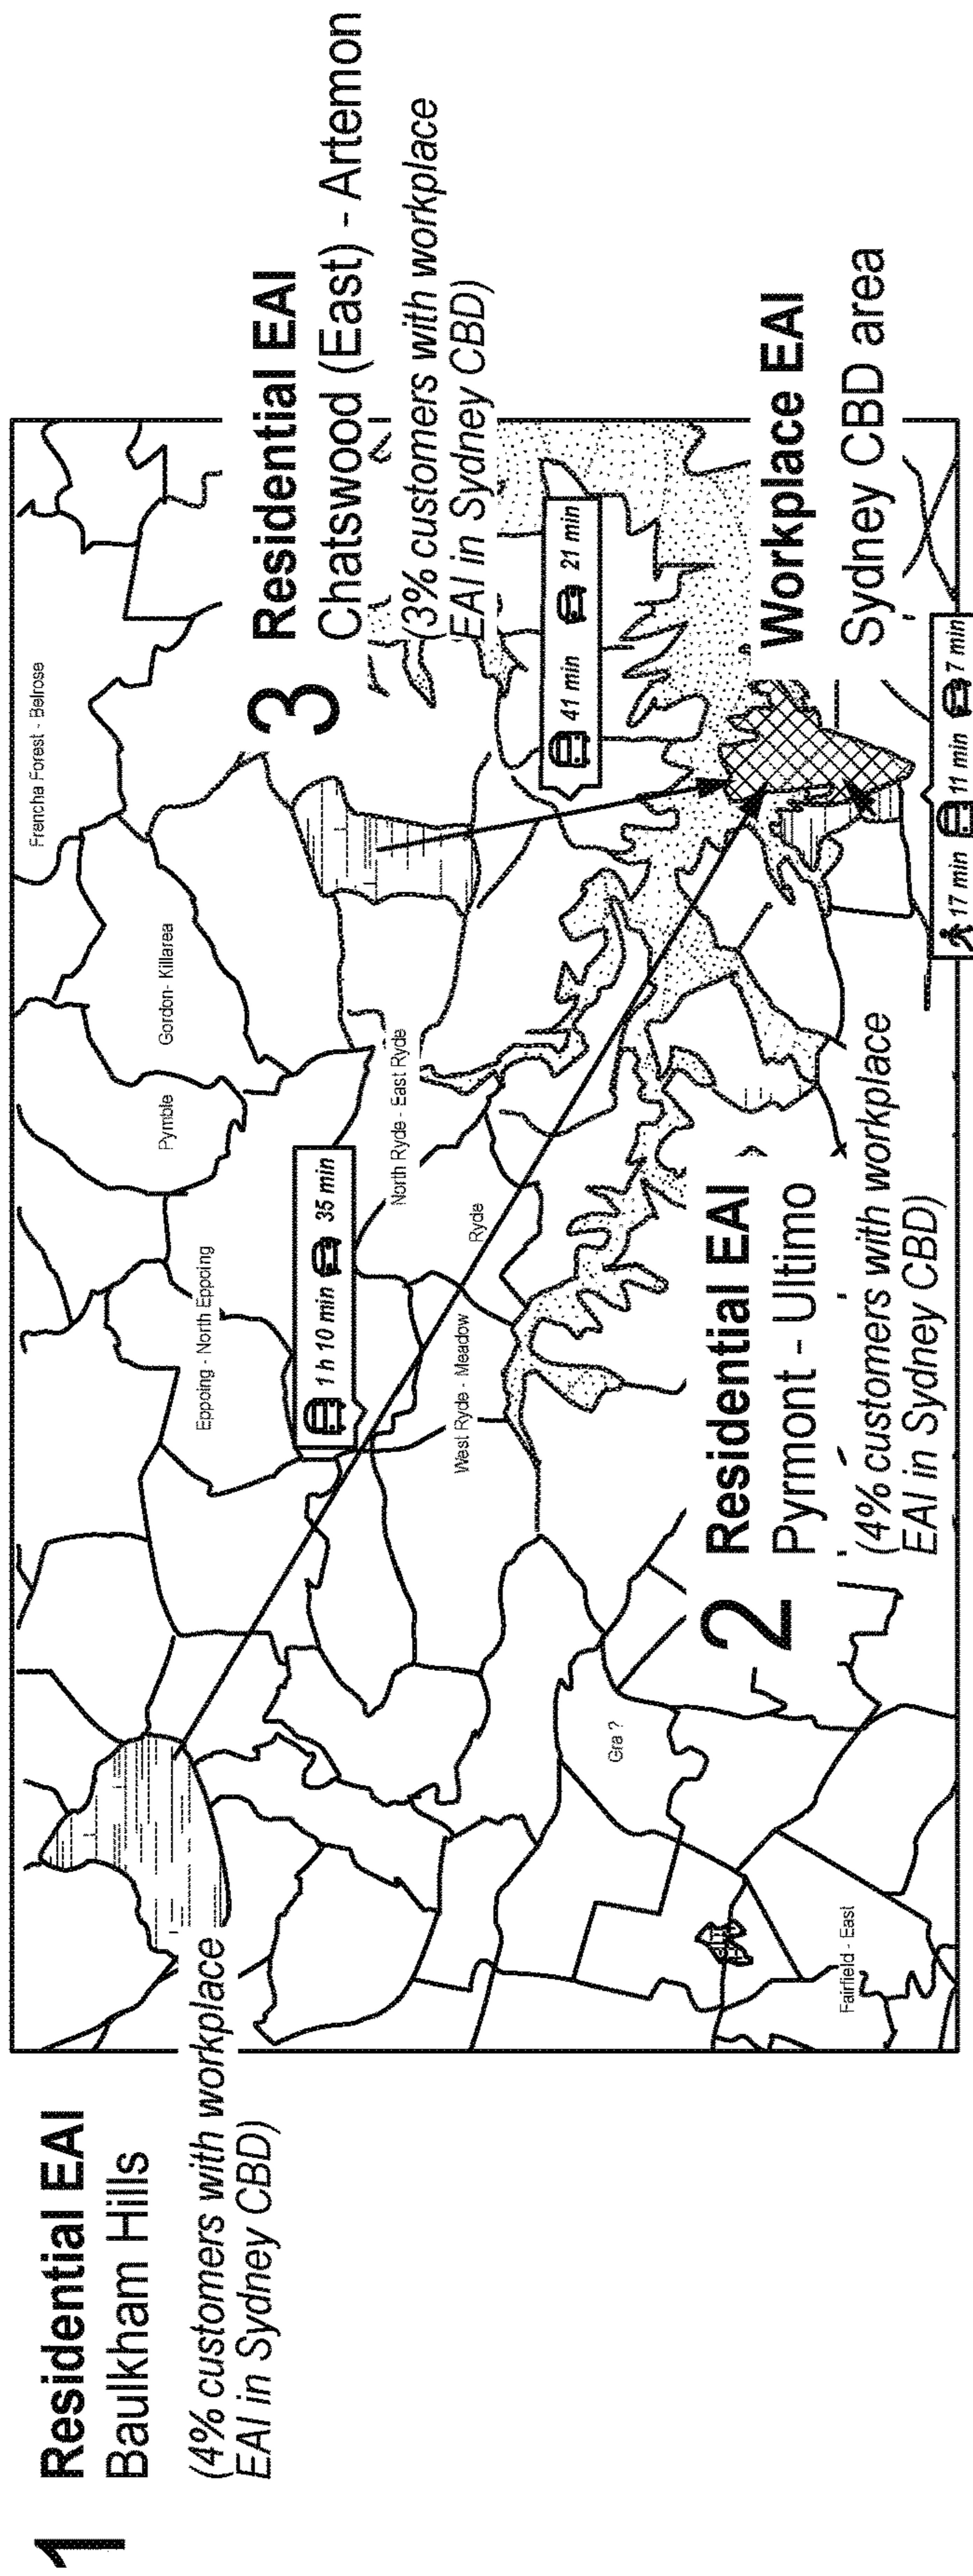 1
Residential EAI
Baulkham Hills
(4% customers with workplace
EAI in Sydney CBD)
Frencha Forest - Belrose
Gordon- Killarea
Pymble
Eppoing - North Eppoing
1 h 10 min 35 min
North Ryde - East Ryde
Ryde
West Ryde - Meadow
Gra ?
Fairfield - East
3
Residential EAI
Chatswood (East) - Artemon
(3% customers with workplace
EAI in Sydney CBD)
41 min 21 min
2
Residential EAI
Pyrmont - Ultimo
(4% customers with workplace
EAI in Sydney CBD)
Workplace EAI
Sydney CBD area
17 min 11 min 7 min